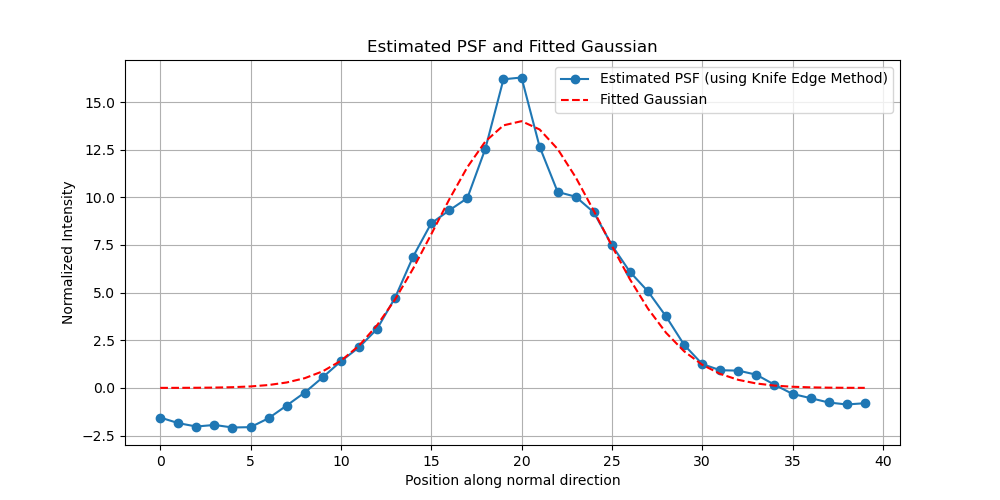 Estimated PSF and Fitted Gaussian
Estimated PSF (using Knife Edge Method)
Fitted Gaussian
Normalized Intensity
15.0
12.5
10.0
7.5
5.0
2.5
0.0
−2.5
0 5 10 15 20 25 30 35 40
Position along normal direction